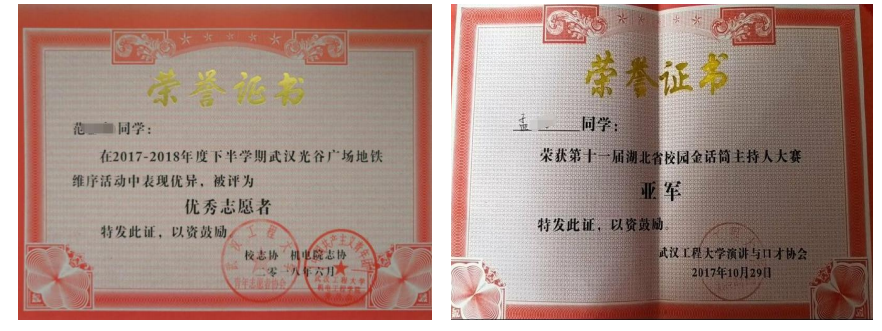 荣誉证书
范 同学：
在2017-2018年度下半学期武汉光谷广场地铁
维序活动中表现优异，被评为
优秀志愿者
特发此证，以资鼓励。
校志协 机电院志协
二〇一八年六月
荣誉证书
孟 同学：
荣获第十一届湖北省校园金话筒主持人大赛
亚军
特发此证，以资鼓励。
武汉工程大学演讲与口才协会
2017年10月29日